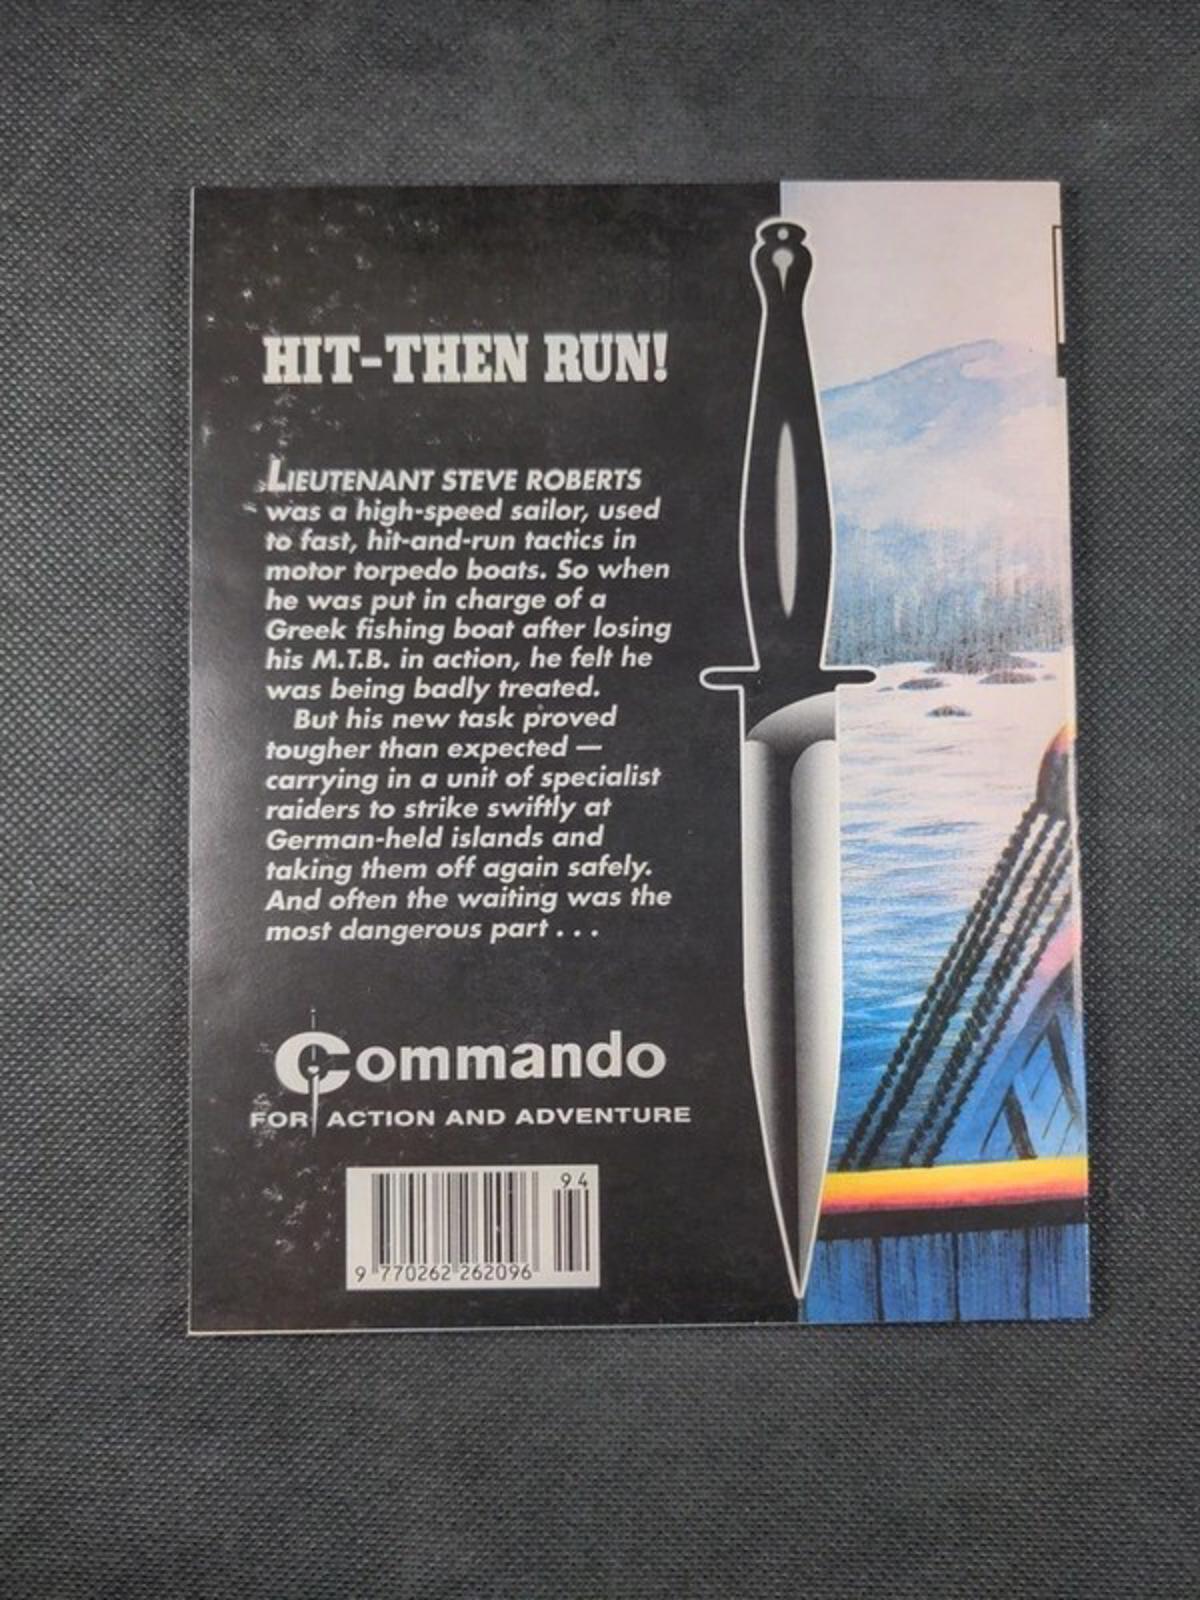 HIT-THEN RUN!
LIEUTENANT STEVE ROBERTS
was a high-speed sailor, used
to fast, hit-and-run tactics in
motor torpedo boats. So when
he was put in charge of a
Greek fishing boat after losing
his M.T.B. in action, he felt he
was being badly treated.
But his new task proved
tougher than expected —
carrying in a unit of specialist
raiders to strike swiftly at
German-held islands and
taking them off again safely.
And often the waiting was the
most dangerous part . . .
Commando
FOR ACTION AND ADVENTURE
94
9 770262 262096